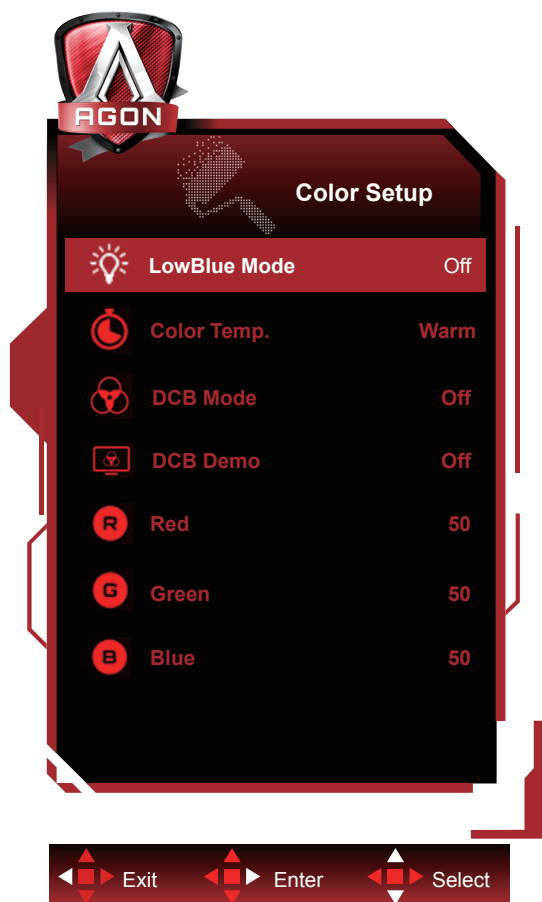 AGON
Color Setup
LowBlue Mode Off
Color Temp. Warm
DCB Mode Off
DCB Demo Off
R Red 50
G Green 50
B Blue 50
Exit Enter Select